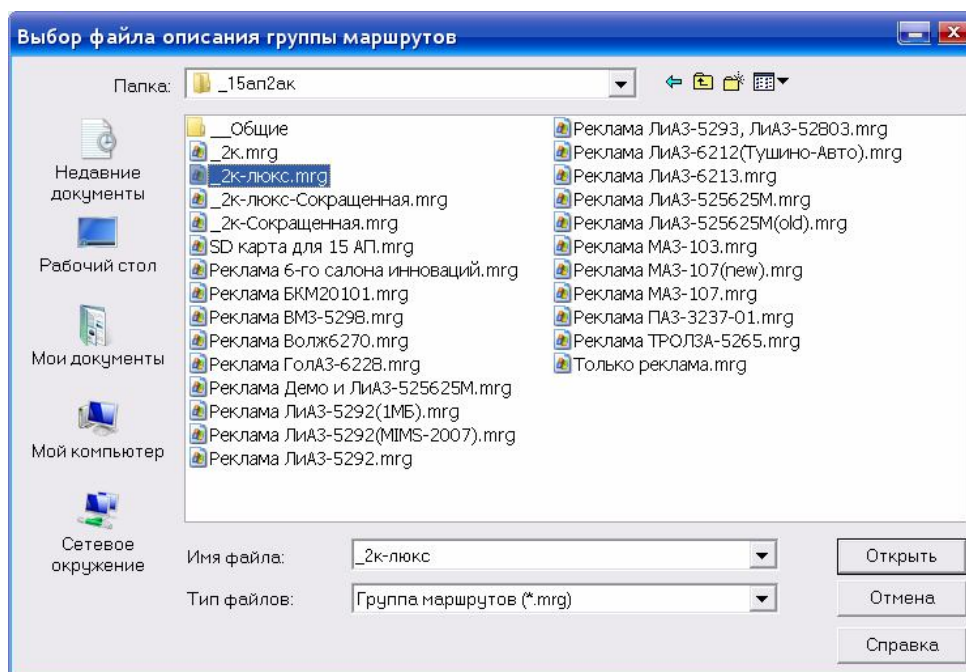 Выбор файла описания группы маршрутов
Папка:
_15ап2ак
Недавние
документы
Рабочий стол
Мои документы
Мой компьютер
Сетевое
окружение
__Общие
_2к.mrg
_2к-люкс.mrg
_2к-люкс-Сокращенная.mrg
_2к-Сокращенная.mrg
SD карта для 15 АП.mrg
Реклама 6-го салона инноваций.mrg
Реклама БКМ20101.mrg
Реклама ВМЗ-5298.mrg
Реклама Волж6270.mrg
Реклама ГолАЗ-6228.mrg
Реклама Демо и ЛиАЗ-525625М.mrg
Реклама ЛиАЗ-5292(1МБ).mrg
Реклама ЛиАЗ-5292(MIMS-2007).mrg
Реклама ЛиАЗ-5292.mrg
Реклама ЛиАЗ-5293, ЛиАЗ-52803.mrg
Реклама ЛиАЗ-6212(Тушино-Авто).mrg
Реклама ЛиАЗ-6213.mrg
Реклама ЛиАЗ-525625М.mrg
Реклама ЛиАЗ-525625М(old).mrg
Реклама МАЗ-103.mrg
Реклама МАЗ-107(new).mrg
Реклама МАЗ-107.mrg
Реклама ПАЗ-3237-01.mrg
Реклама ТРОЛЗА-5265.mrg
Только реклама.mrg
Имя файла:
_2к-люкс
Открыть
Тип файлов:
Группа маршрутов (*.mrg)
Отмена
Справка